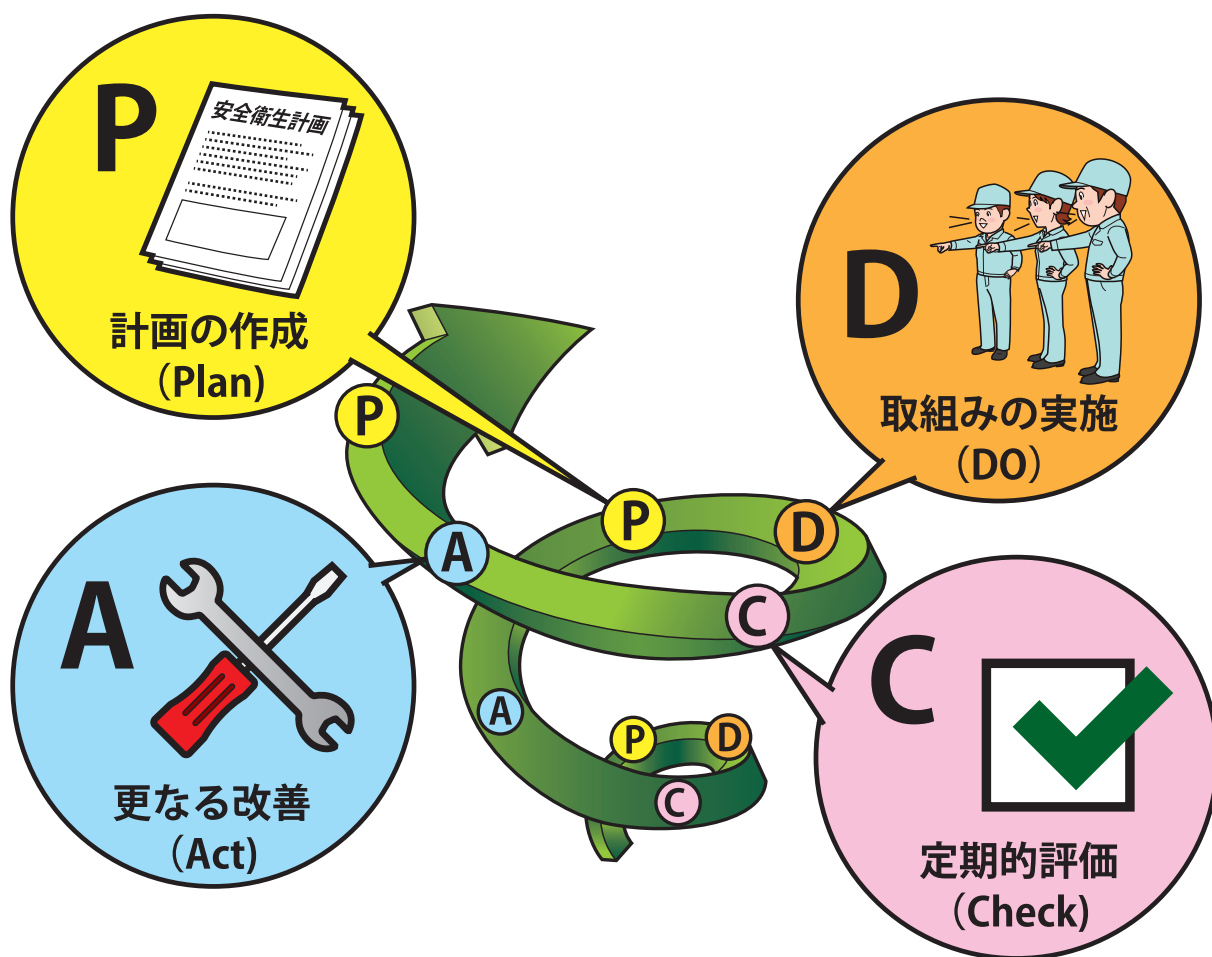 P
安全衛生計画
計画の作成
（Plan)
D
取組みの実施
（DO）
P
P
D
A
C
A
P
D
C
A
更なる改善
（Act)
C
定期的評価
（Check)